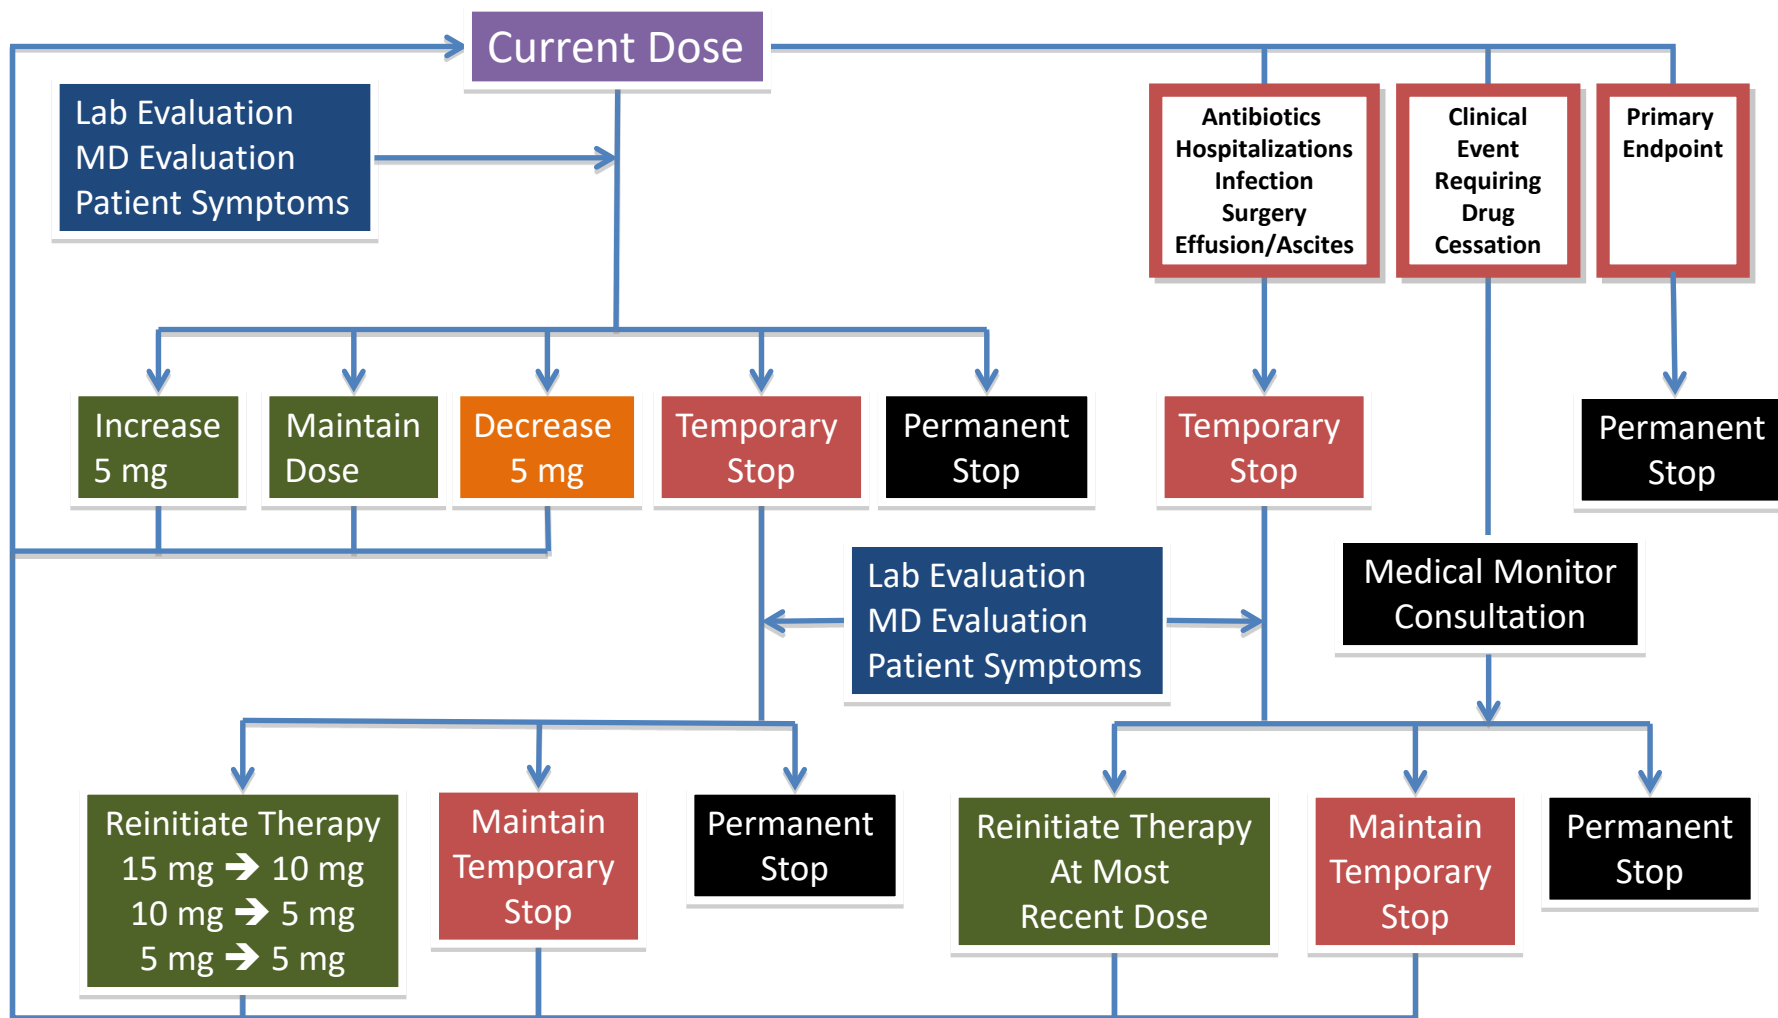 Current Dose
Lab Evaluation
MD Evaluation
Patient Symptoms
Antibiotics
Hospitalizations
Infection
Surgery
Effusion/Ascites
Clinical
Event
Requiring
Drug
Cessation
Primary
Endpoint
Increase
5 mg
Maintain
Dose
Decrease
5 mg
Temporary
Stop
Permanent
Stop
Temporary
Stop
Permanent
Stop
Lab Evaluation
MD Evaluation
Patient Symptoms
Medical Monitor
Consultation
Reinitiate Therapy
15 mg ➔ 10 mg
10 mg ➔ 5 mg
5 mg ➔ 5 mg
Maintain
Temporary
Stop
Permanent
Stop
Reinitiate Therapy
At Most
Recent Dose
Maintain
Temporary
Stop
Permanent
Stop